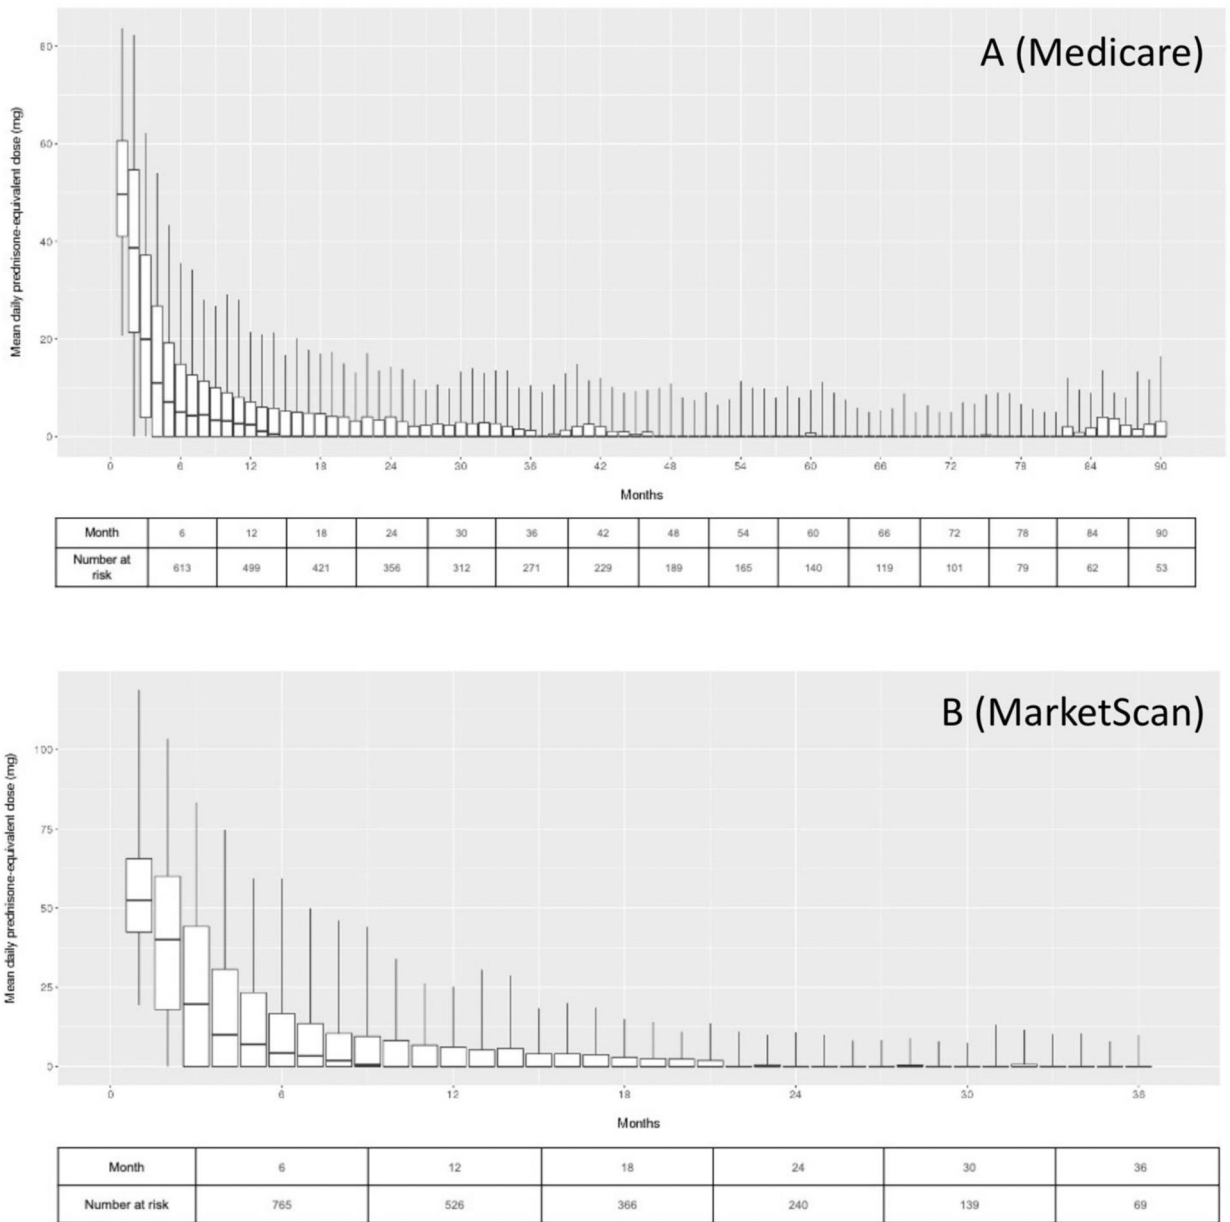 A (Medicare)
Mean daily prednisone-equivalent dose (mg)
80
60
40
20
0
0 6 12 18 24 30 36 42 48 54 60 66 72 78 84 90
Months
Month 6 12 18 24 30 36 42 48 54 60 66 72 78 84 90
Number at
risk 613 499 421 356 312 271 229 189 165 140 119 101 79 62 53
B (MarketScan)
Mean daily prednisone-equivalent dose (mg)
100
75
50
25
0
0 6 12 18 24 30 36
Months
Month 6 12 18 24 30 36
Number at risk 765 526 366 240 139 69